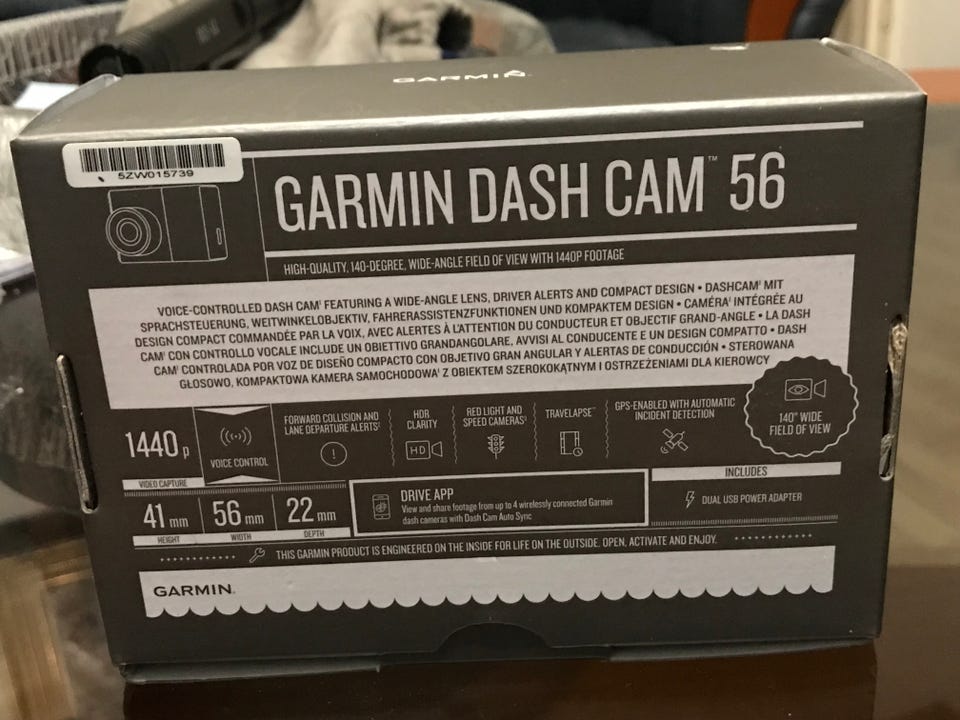 GARMIN
5ZW015739
GARMIN DASH CAM™ 56
HIGH-QUALITY, 140-DEGREE, WIDE-ANGLE FIELD OF VIEW WITH 1440P FOOTAGE
VOICE-CONTROLLED DASH CAM¹ FEATURING A WIDE-ANGLE LENS, DRIVER ALERTS AND COMPACT DESIGN • DASHCAM¹ MIT
SPRACHSTEUERUNG, WEITWINKELOBJEKTIV, FAHRERASSISTENZFUNKTIONEN UND KOMPAKTEM DESIGN • CAMÉRA¹ INTÉGRÉE AU
DESIGN COMPACT COMMANDÉE PAR LA VOIX, AVEC ALERTES À L'ATTENTION DU CONDUCTEUR ET OBJECTIF GRAND-ANGLE • LA DASH
CAM¹ CON CONTROLLO VOCALE INCLUDE UN OBIETTIVO GRANDANGOLARE, AVVISI AL CONDUCENTE E UN DESIGN COMPATTO • DASH
CAM¹ CONTROLADA POR VOZ DE DISEÑO COMPACTO CON OBJETIVO GRAN ANGULAR Y ALERTAS DE CONDUCCIÓN • STEROWANA
GŁOSOWO, KOMPAKTOWA KAMERA SAMOCHODOWA¹ Z OBIEKTEM SZEROKOKĄTNYM I OSTRZEŻENIAMI DLA KIEROWCY
1440p
VIDEO CAPTURE
VOICE CONTROL
FORWARD COLLISION AND
LANE DEPARTURE ALERTS
HDR
CLARITY
HD
RED LIGHT AND
SPEED CAMERAS
TRAVELAPSE™
GPS-ENABLED WITH AUTOMATIC
INCIDENT DETECTION
140° WIDE
FIELD OF VIEW
41 mm
HEIGHT
56 mm
WIDTH
22 mm
DEPTH
DRIVE APP
View and share footage from up to 4 wirelessly connected Garmin
dash cameras with Dash Cam Auto Sync
INCLUDES
DUAL USB POWER ADAPTER
THIS GARMIN PRODUCT IS ENGINEERED ON THE INSIDE FOR LIFE ON THE OUTSIDE. OPEN, ACTIVATE AND ENJOY.
GARMIN.